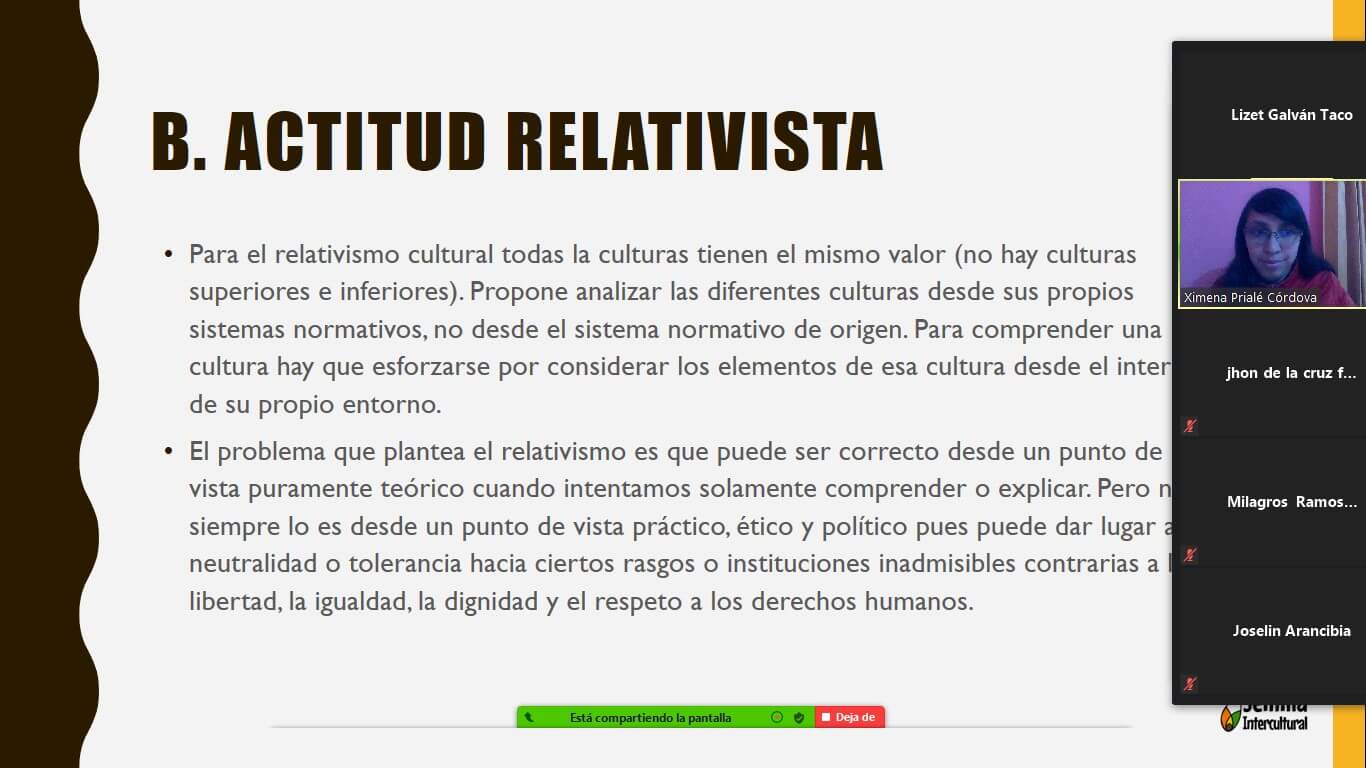 B. ACTITUD RELATIVISTA
• Para el relativismo cultural todas la culturas tienen el mismo valor (no hay culturas
superiores e inferiores). Propone analizar las diferentes culturas desde sus propios
sistemas normativos, no desde el sistema normativo de origen. Para comprender una
cultura hay que esforzarse por considerar los elementos de esa cultura desde el inter
de su propio entorno.
• El problema que plantea el relativismo es que puede ser correcto desde un punto de
vista puramente teórico cuando intentamos solamente comprender o explicar. Pero n
siempre lo es desde un punto de vista práctico, ético y político pues puede dar lugar a
neutralidad o tolerancia hacia ciertos rasgos o instituciones inadmisibles contrarias a l
libertad, la igualdad, la dignidad y el respeto a los derechos humanos.
Lizet Galván Taco
Ximena Prialé Córdova
jhon de la cruz f...
Milagros Ramos...
Joselin Arancibia
Está compartiendo la pantalla
Deja de
Intercultural